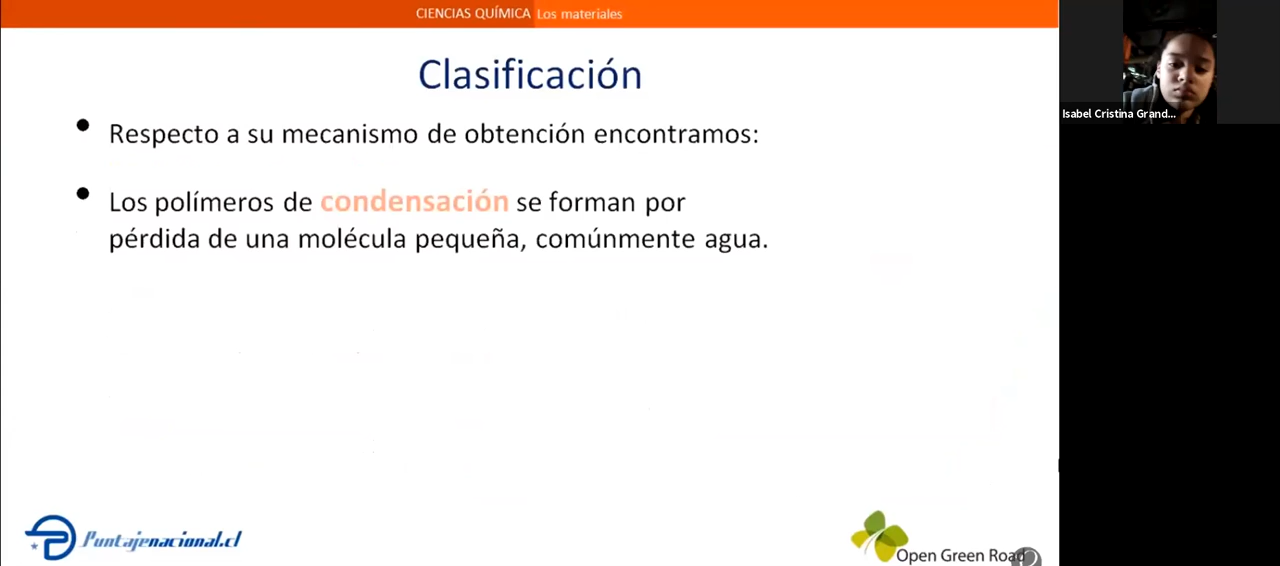 CIENCIAS QUÍMICA Los materiales
Isabel Cristina Grand...
Clasificación
• Respecto a su mecanismo de obtención encontramos:
• Los polímeros de condensación se forman por
pérdida de una molécula pequeña, comúnmente agua.
Puntajenacional.cl
Open Green Road